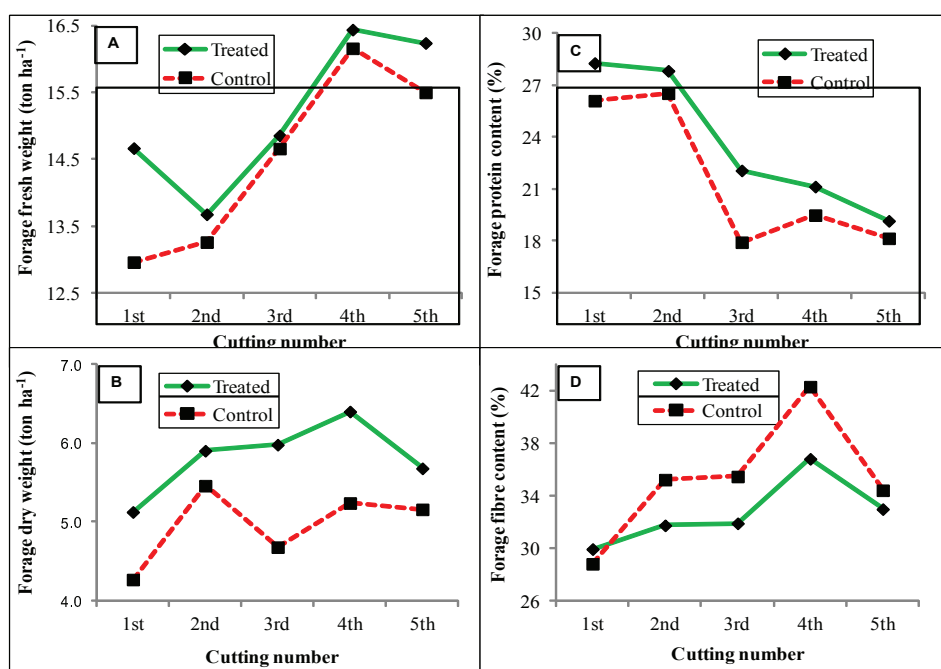 A
Treated
Control
Forage fresh weight (ton ha⁻¹)
16.5
15.5
14.5
13.5
12.5
1st 2nd 3rd 4th 5th
Cutting number
C
Treated
Control
Forage protein content (%)
30
27
24
21
18
15
1st 2nd 3rd 4th 5th
Cutting number
B
Treated
Control
Forage dry weight (ton ha⁻¹)
7.0
6.0
5.0
4.0
1st 2nd 3rd 4th 5th
Cutting number
D
Treated
Control
Forage fibre content (%)
42
38
34
30
26
1st 2nd 3rd 4th 5th
Cutting number